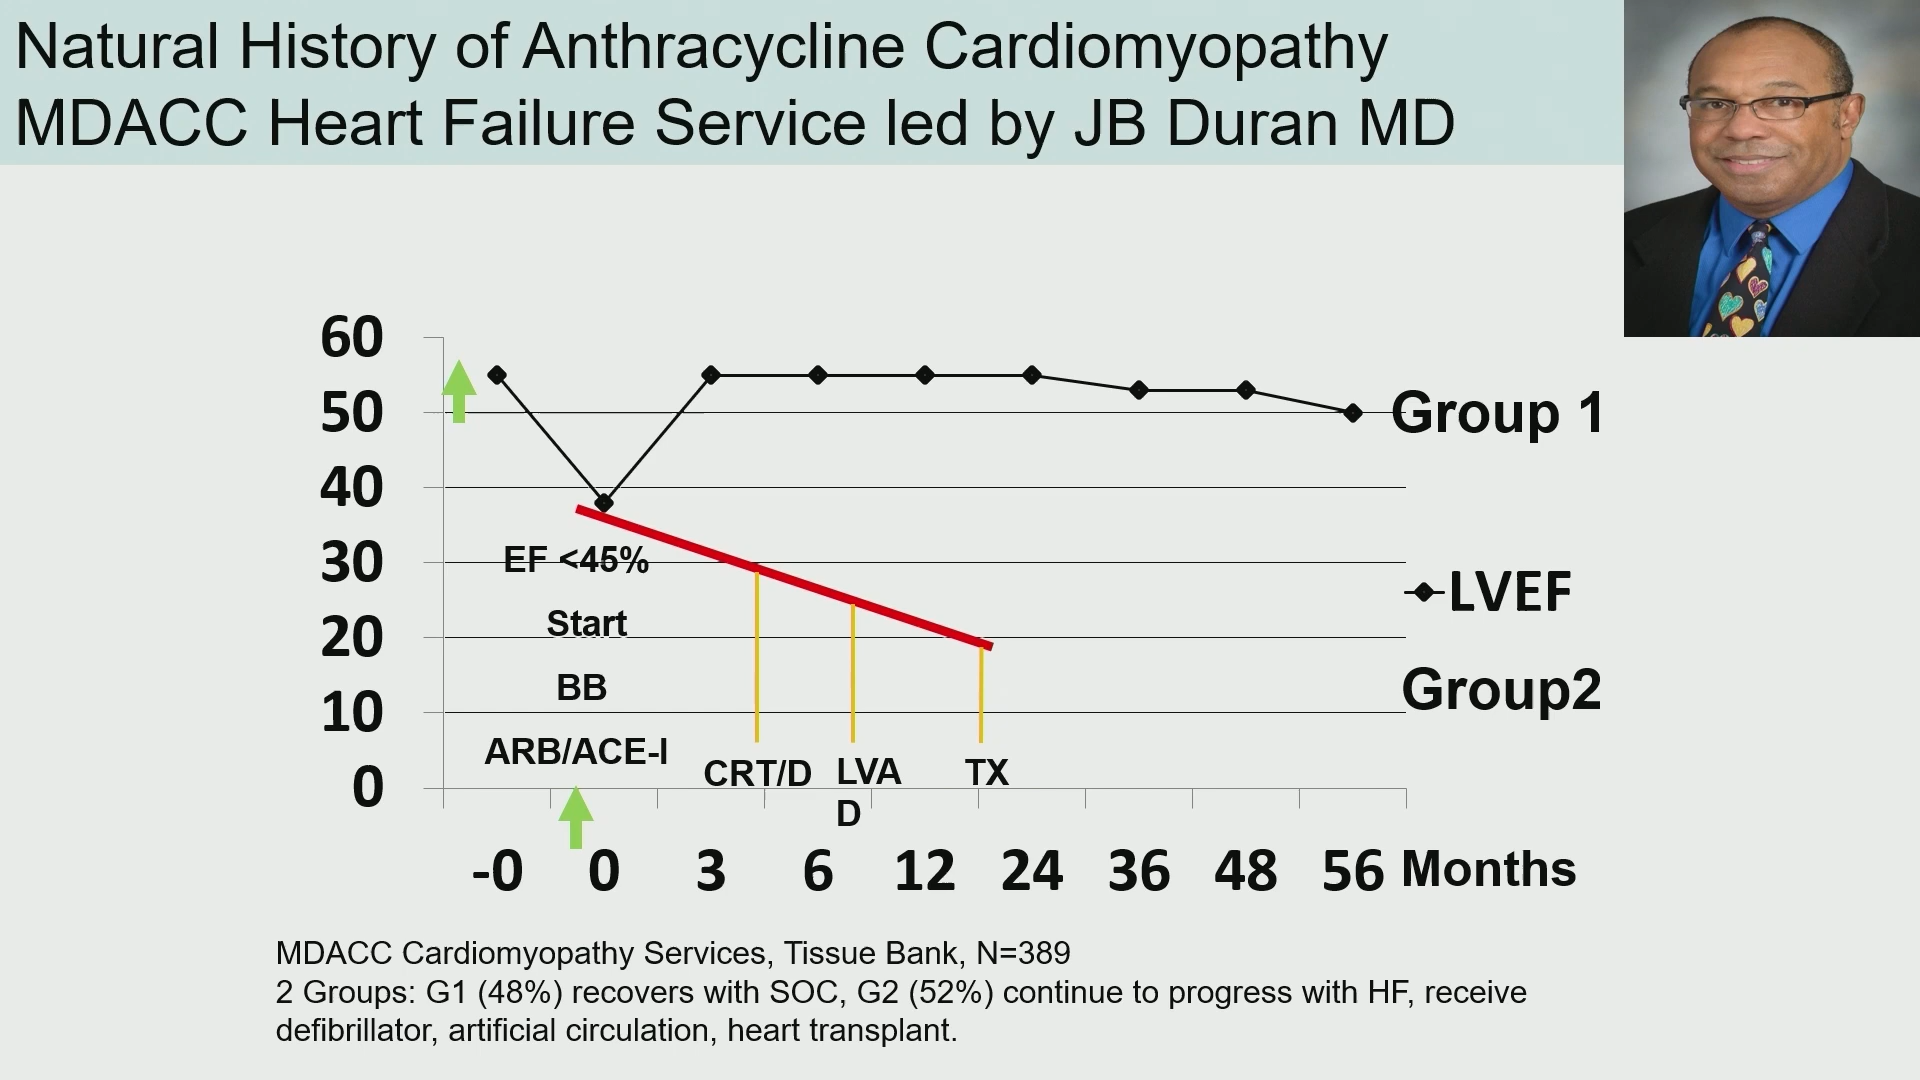 Natural History of Anthracycline Cardiomyopathy
MDACC Heart Failure Service led by JB Duran MD
60
50
40
30
20
10
0
Group 1
LVEF
Group2
EF <45%
Start
BB
ARB/ACE-I
CRT/D
LVA
D
TX
-0 0 3 6 12 24 36 48 56 Months
MDACC Cardiomyopathy Services, Tissue Bank, N=389
2 Groups: G1 (48%) recovers with SOC, G2 (52%) continue to progress with HF, receive
defibrillator, artificial circulation, heart transplant.